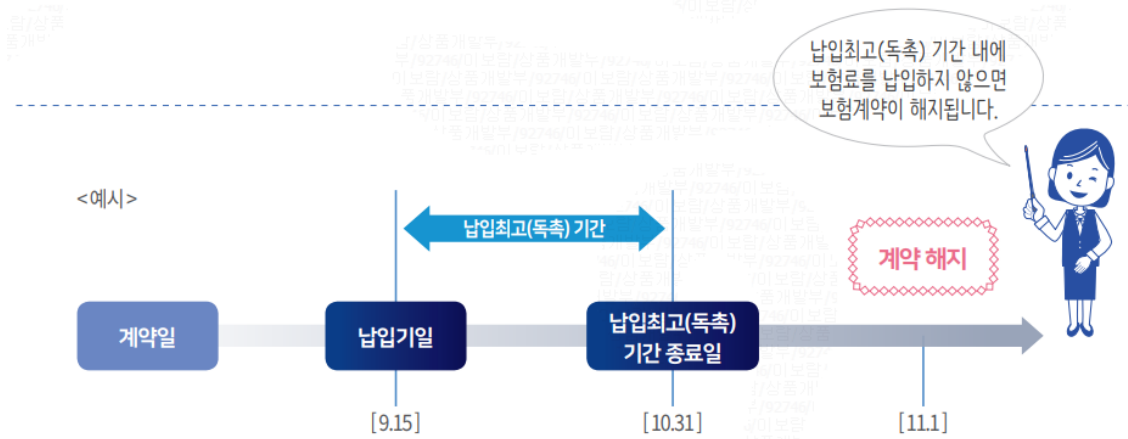 납입최고(독촉) 기간 내에
보험료를 납입하지 않으면
보험계약이 해지됩니다.
<예시>
납입최고(독촉) 기간
계약 해지
계약일
납입기일
납입최고(독촉)
기간 종료일
[9.15]
[10.31]
[11.1]